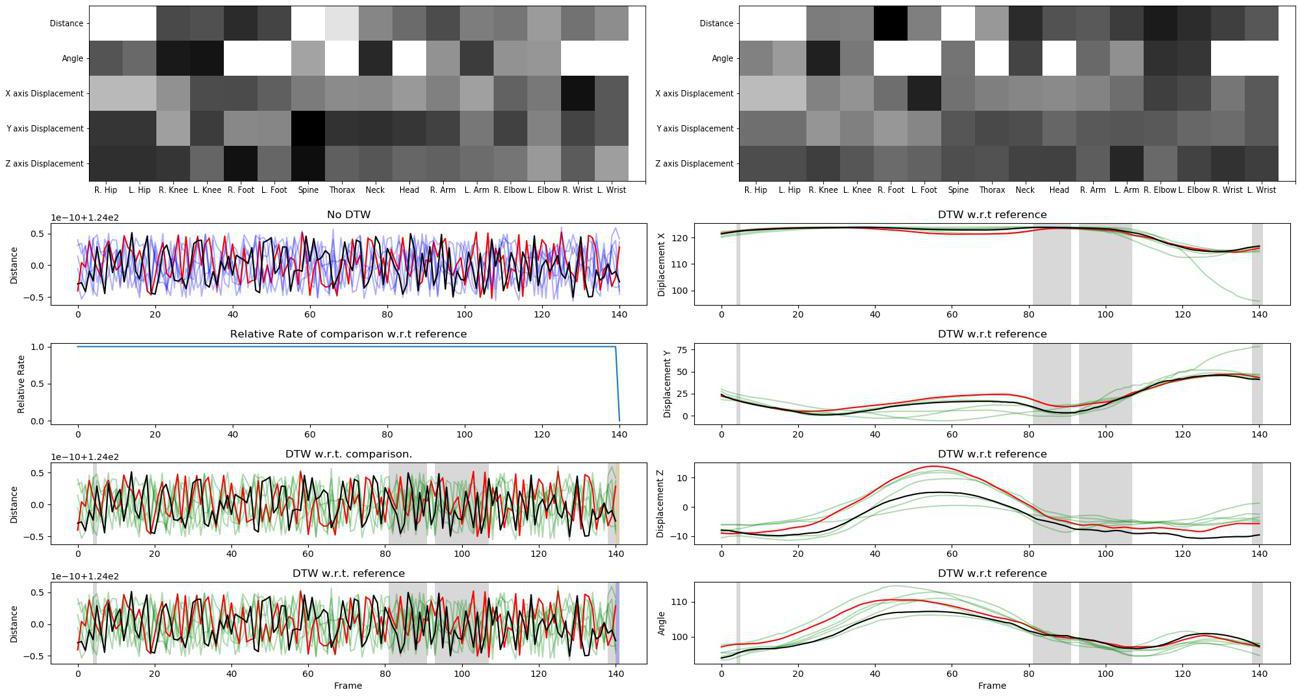 Distance
Angle
X axis Displacement
Y axis Displacement
Z axis Displacement
R. Hip L. Hip R. Knee L. Knee R. Foot L. Foot Spine Thorax Neck Head R. Arm L. Arm R. Elbow L. Elbow R. Wrist L. Wrist
Distance
Angle
X axis Displacement
Y axis Displacement
Z axis Displacement
R. Hip L. Hip R. Knee L. Knee R. Foot L. Foot Spine Thorax Neck Head R. Arm L. Arm R. Elbow L. Elbow R. Wrist L. Wrist
1e−10+1.24e2
No DTW
Distance
0.5
0.0
−0.5
0 20 40 60 80 100 120 140
Relative Rate of comparison w.r.t reference
Relative Rate
1.0
0.5
0.0
0 20 40 60 80 100 120 140
1e−10+1.24e2
DTW w.r.t. comparison.
Distance
0.5
0.0
−0.5
0 20 40 60 80 100 120 140
1e−10+1.24e2
DTW w.r.t. reference
Distance
0.5
0.0
−0.5
0 20 40 60 80 100 120 140
Frame
DTW w.r.t reference
Diplacement X
120
110
100
0 20 40 60 80 100 120 140
DTW w.r.t reference
Displacement Y
75
50
25
0
0 20 40 60 80 100 120 140
DTW w.r.t reference
Displacement Z
10
0
−10
0 20 40 60 80 100 120 140
DTW w.r.t reference
Angle
110
100
0 20 40 60 80 100 120 140
Frame